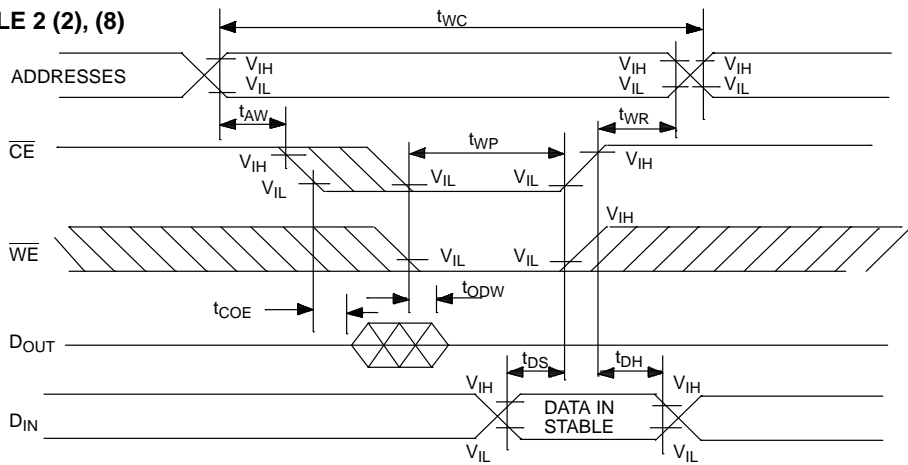 LE 2 (2), (8)
tWC
ADDRESSES
VIH
VIL
VIH
VIL
VIH
VIL
tAW
tWR
CE
VIH
VIL
tWP
VIL
VIL
VIH
WE
VIL
VIL
VIH
tCOE
tODW
DOUT
tDS
tDH
DIN
VIH
VIL
DATA IN
STABLE
VIH
VIL